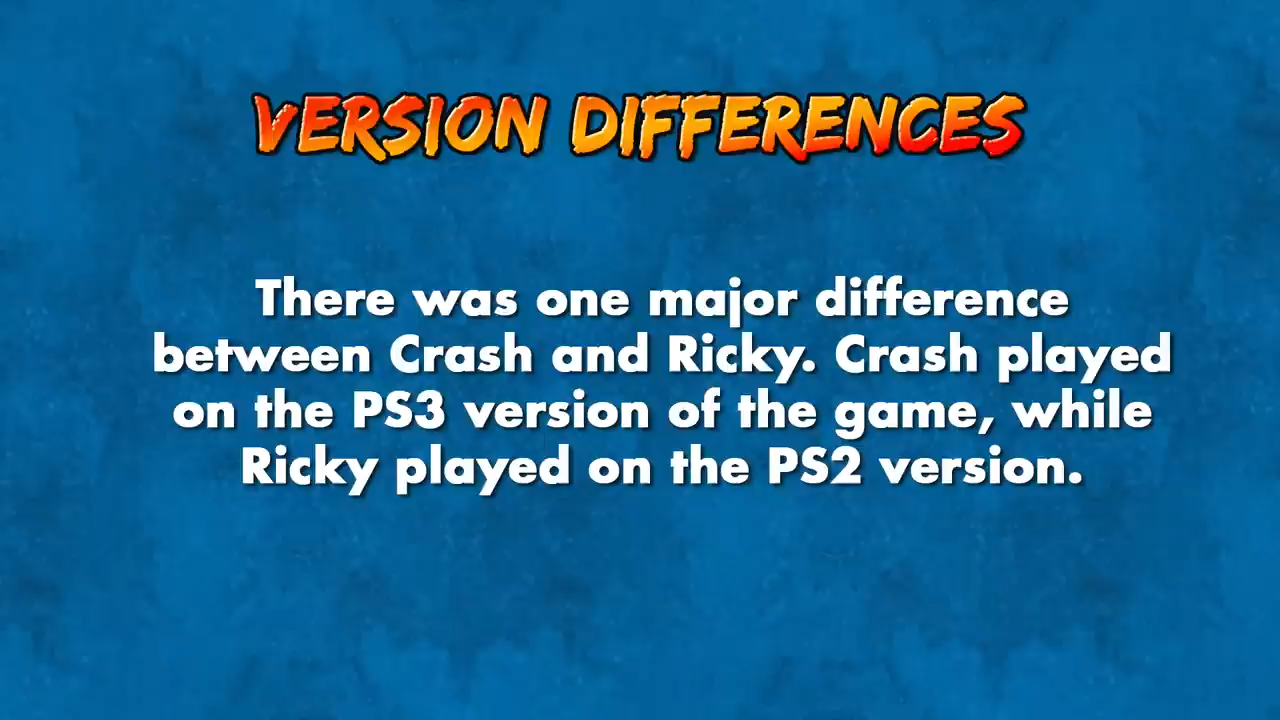 VERSION DIFFERENCES
There was one major difference
between Crash and Ricky. Crash played
on the PS3 version of the game, while
Ricky played on the PS2 version.